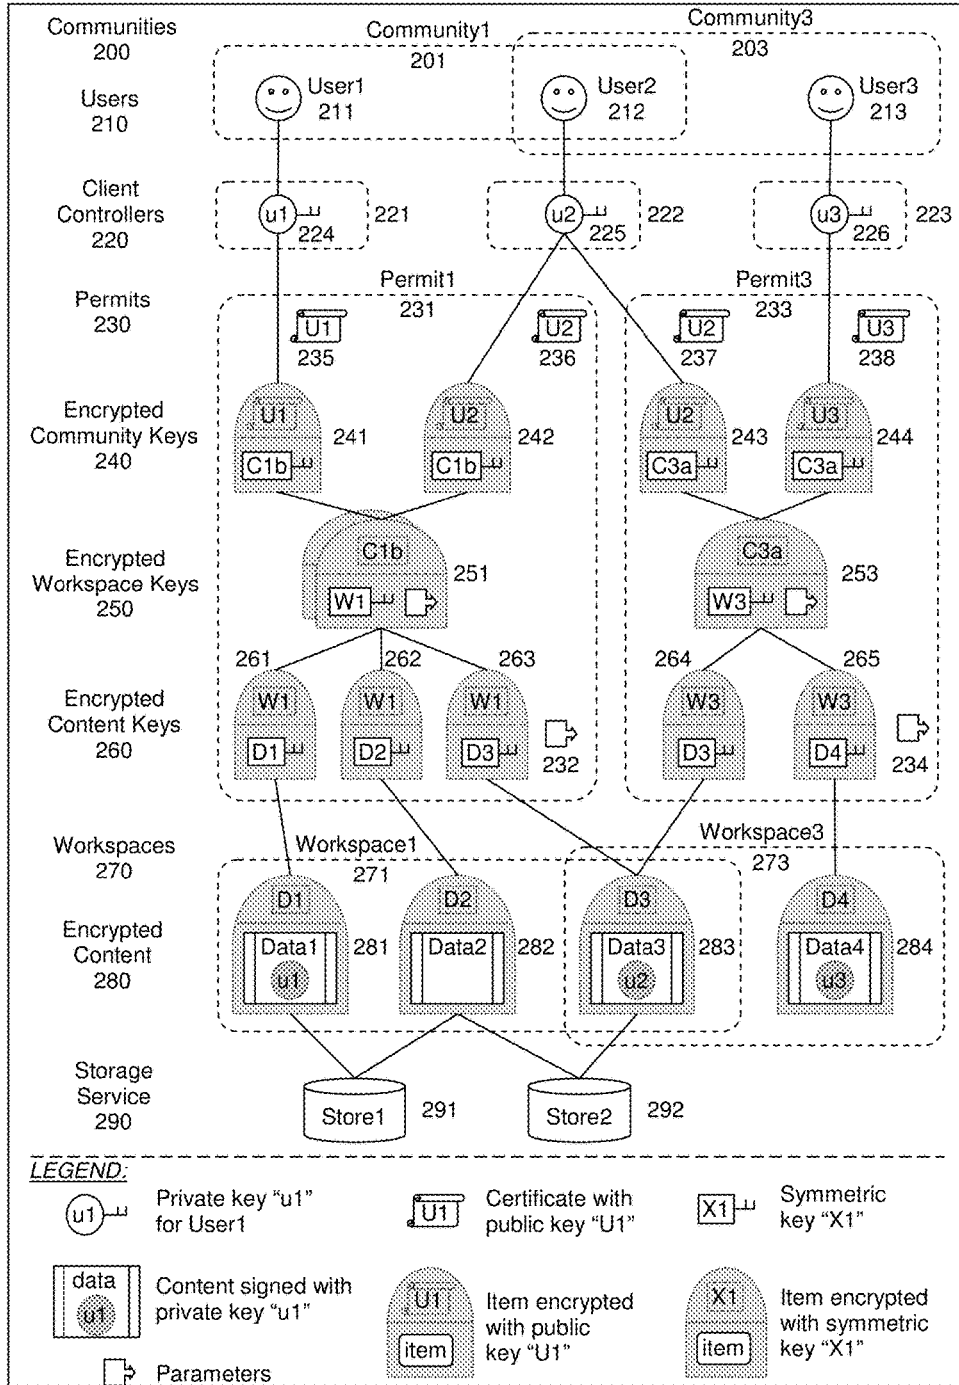 Communities
200
Community1
201
Community3
203
Users
210
User1
211
User2
212
User3
213
Client
Controllers
220
u1
224
221
u2
225
222
u3
226
223
Permits
230
Permit1
231
Permit3
233
U1
235
U2
236
U2
237
U3
238
Encrypted
Community Keys
240
U1
C1b
241
U2
C1b
242
U2
C3a
243
U3
C3a
244
Encrypted
Workspace Keys
250
C1b
W1
251
C3a
W3
253
Encrypted
Content Keys
260
261
W1
D1
262
W1
D2
263
W1
D3
232
264
W3
D3
265
W3
D4
234
Workspaces
270
Workspace1
271
Workspace3
273
Encrypted
Content
280
D1
Data1
u1
281
D2
Data2
282
D3
Data3
u2
283
D4
Data4
u3
284
Storage
Service
290
Store1
291
Store2
292
LEGEND:
u1
Private key "u1"
for User1
U1
Certificate with
public key "U1"
X1
Symmetric
key "X1"
data
u1
Content signed with
private key "u1"
U1
item
Item encrypted
with public
key "U1"
X1
item
Item encrypted
with symmetric
key "X1"
Parameters